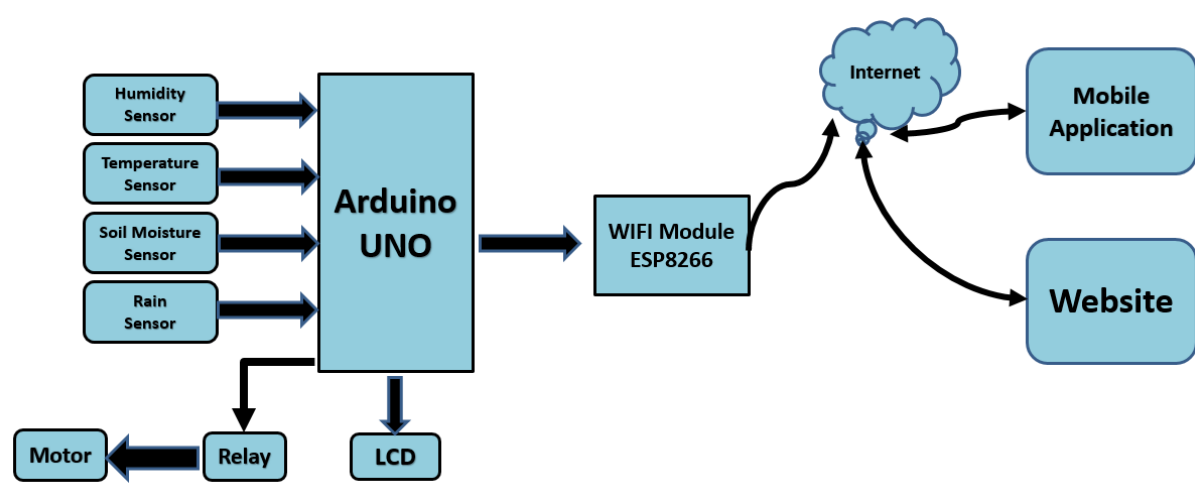 Humidity
Sensor
Temperature
Sensor
Soil Moisture
Sensor
Rain
Sensor
Arduino
UNO
WIFI Module
ESP8266
Internet
Mobile
Application
Website
Motor
Relay
LCD